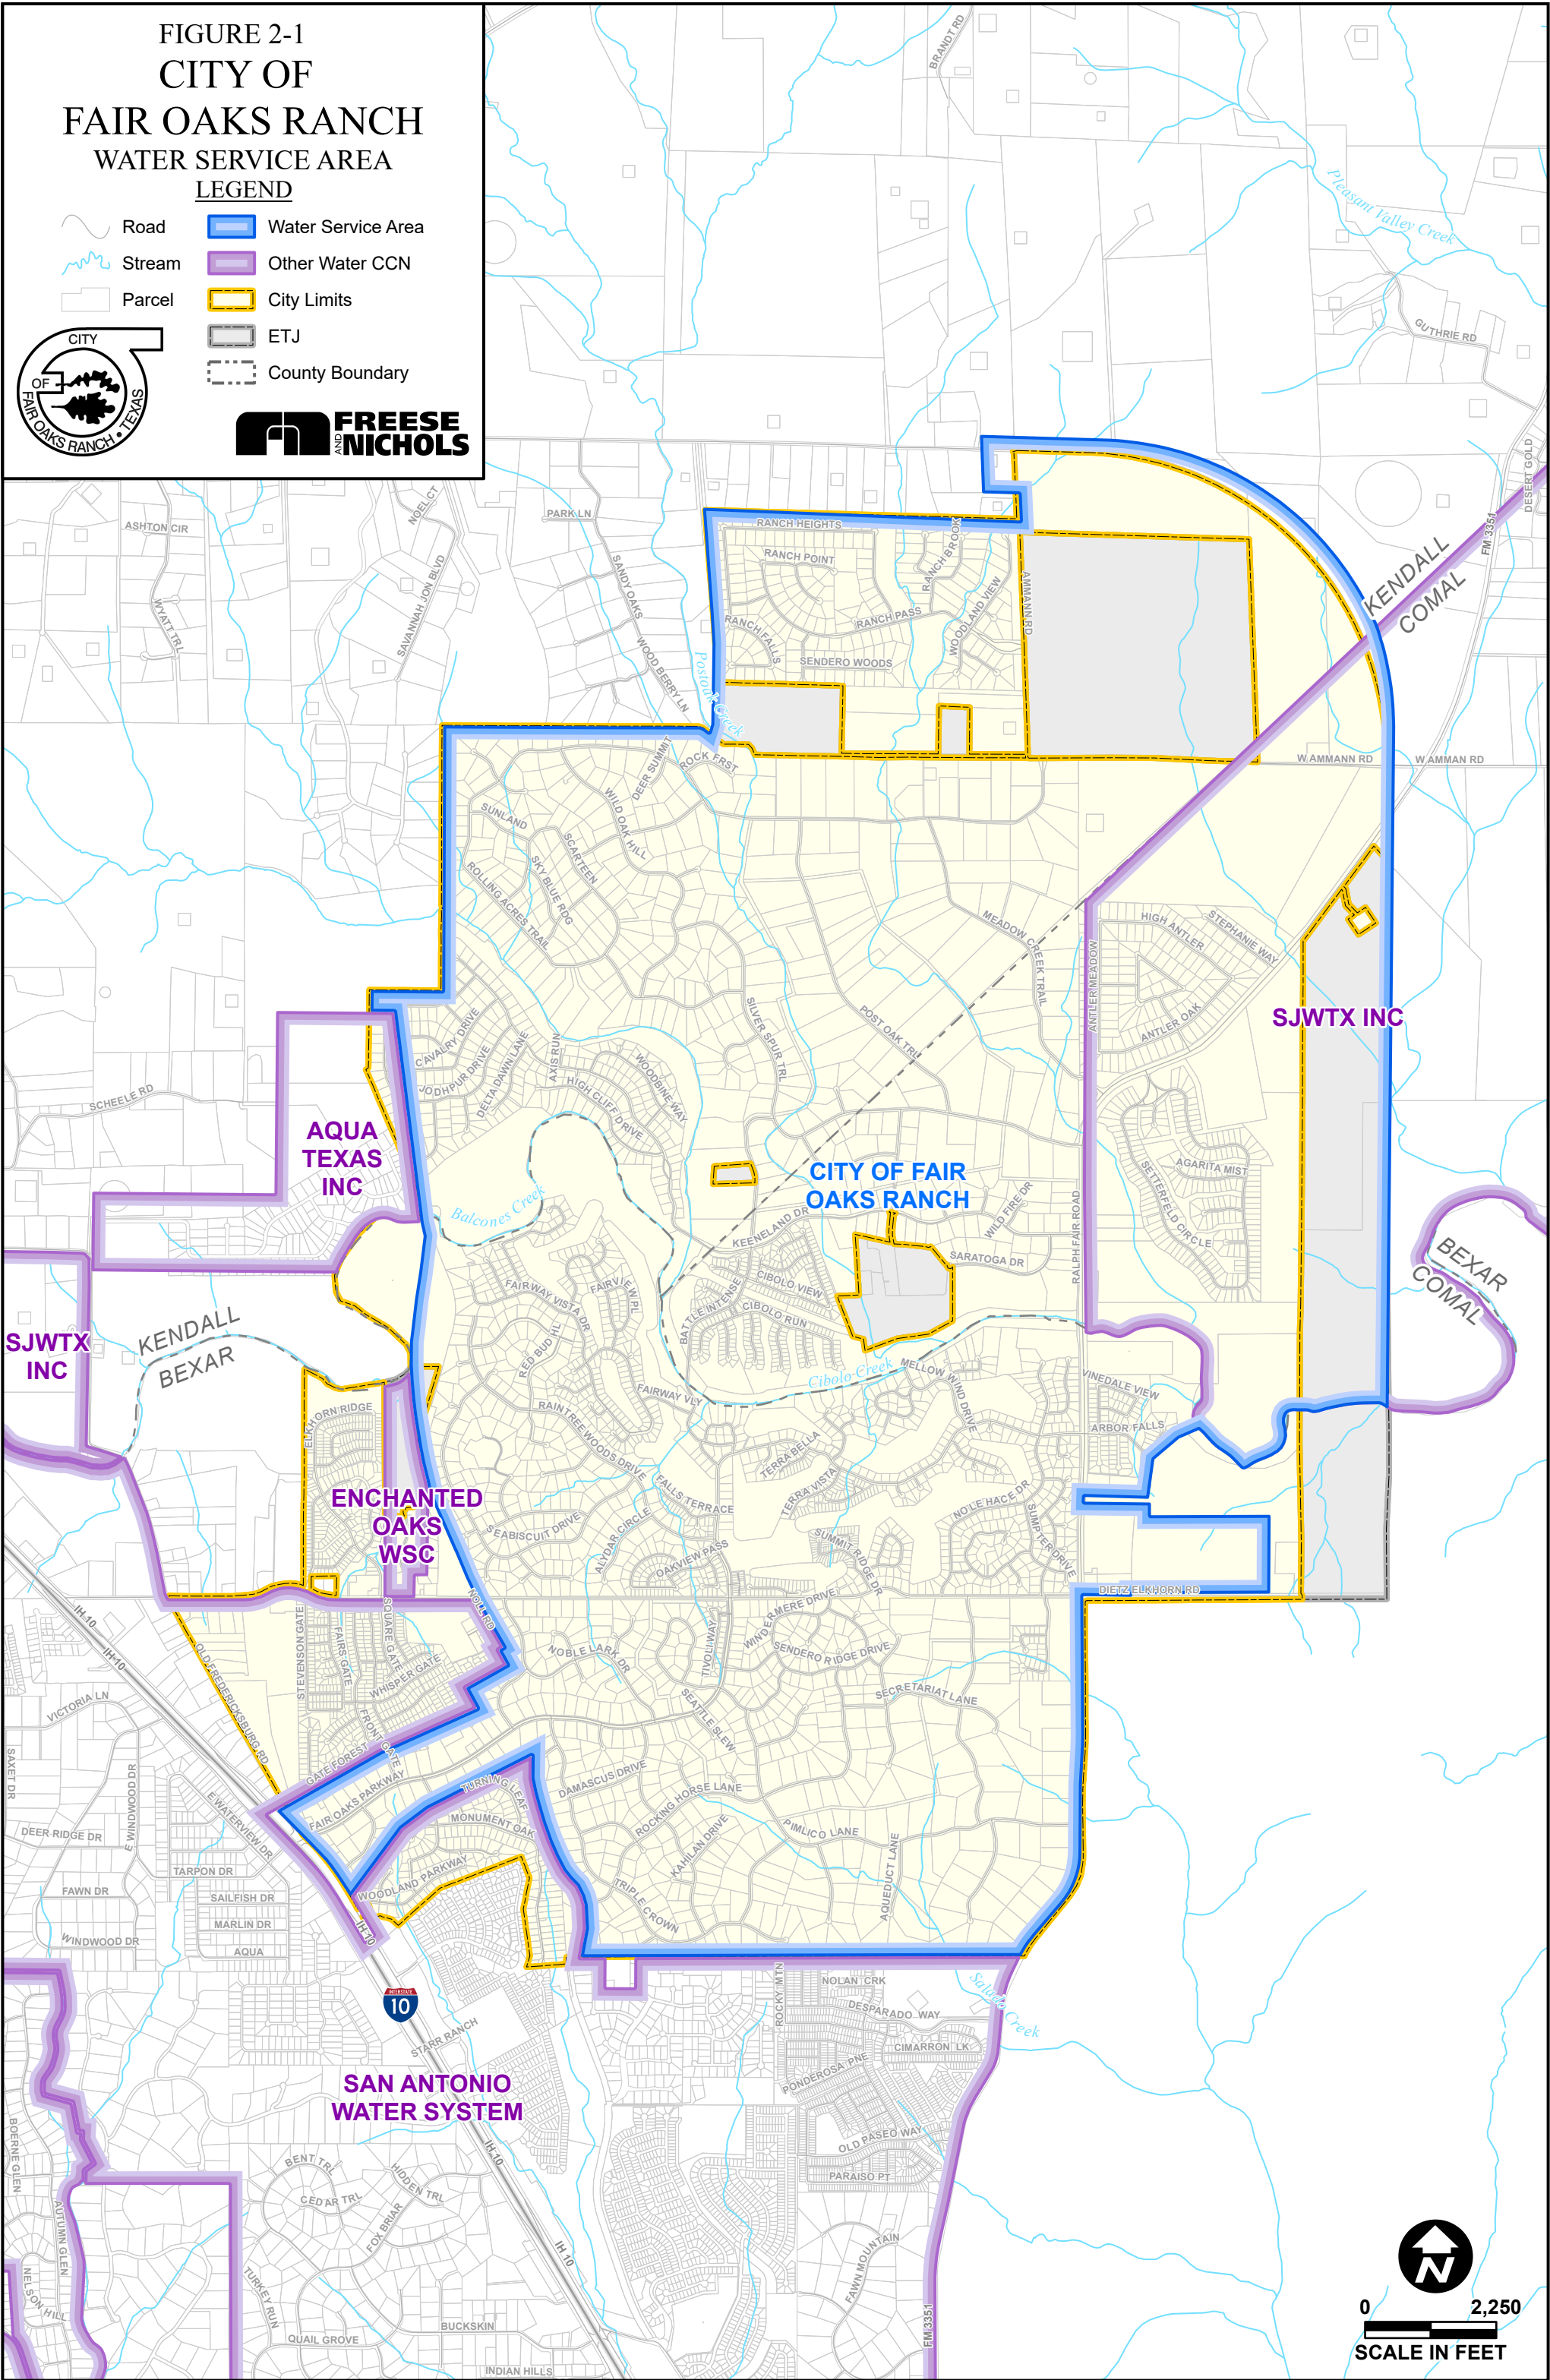 FIGURE 2-1
CITY OF
FAIR OAKS RANCH
WATER SERVICE AREA
LEGEND
Road
Stream
Parcel
Water Service Area
Other Water CCN
City Limits
ETJ
County Boundary
CITY
OF
FAIR OAKS RANCH • TEXAS
FREESE
AND
NICHOLS
BRANDT RD
Pleasant Valley Creek
GUTHRIE RD
DESERT GOLD
FM 3351
KENDALL
COMAL
NOEL CT
ASHTON CIR
WYATT TRL
SAVANNAH JON BLVD
PARK LN
SANDY OAKS
WOOD BERRY LN
Postoak Creek
RANCH HEIGHTS
RANCH POINT
RANCH BROOK
RANCH PASS
RANCH FALLS
WOODLAND VIEW
SENDERO WOODS
AMMANN RD
W AMMANN RD
W AMMAN RD
DEER SUMMIT
ROCK FRST
SUNLAND
WILD OAK HILL
SCARTEEN
SKY BLUE RDG
ROLLING ACRES TRAIL
MEADOW CREEK TRAIL
HIGH ANTLER
STEPHANIE WAY
ANTLER MEADOW
ANTLER OAK
SILVER SPUR TRL
POST OAK TRL
SJWTX INC
CAVALRY DRIVE
JODHPUR DRIVE
DELTA DAWN LANE
AXIS RUN
HIGH CLIFF DRIVE
WOODBINE WAY
SCHEELE RD
AQUA
TEXAS
INC
Balcones Creek
CITY OF FAIR
OAKS RANCH
KEENELAND DR
WILD FIRE DR
SARATOGA DR
RALPH FAIR ROAD
AGARITA MIST
SETTERFELD CIRCLE
BEXAR
COMAL
FAIRWAY VISTA DR
FAIRVIEW PL
RED BUD HL
BATTLE INTENSE
CIBOLO VIEW
CIBOLO RUN
Cibolo Creek
KENDALL
BEXAR
SJWTX
INC
FAIRWAY VLY
MELLOW WIND DRIVE
VINEDALE VIEW
ARBOR FALLS
ELKHORN RIDGE
RAINTREE WOODS DRIVE
TERRA BELLA
TERRA VISTA
FALLS TERRACE
ENCHANTED
OAKS
WSC
SEABISCUIT DRIVE
ALYDAR CIRCLE
OAKVIEW PASS
SUMMIT RIDGE DR
NO LE HACE DR
SUMPTER DRIVE
DIETZ ELKHORN RD
NOLL RD
WINDERMERE DRIVE
SENDERO RIDGE DRIVE
TIVOLI WAY
NOBLE LARK DR
SECRETARIAT LANE
SEATTLE SLEW
IH 10
IH 10
OLD FREDERICKSBURG RD
STEVENSON GATE
FAIRS GATE
SQUARE GATE
WHISPER GATE
FRONT GATE
GATE FOREST
FAIR OAKS PARKWAY
TURNING LEAF
MONUMENT OAK
WOODLAND PARKWAY
DAMASCUS DRIVE
ROCKING HORSE LANE
KAHILAN DRIVE
PIMLICO LANE
AQUEDUCT LANE
TRIPLE CROWN
VICTORIA LN
SAXET DR
E WINDWOOD DR
E WATERVIEW DR
DEER RIDGE DR
TARPON DR
FAWN DR
SAILFISH DR
MARLIN DR
WINDWOOD DR
AQUA
IH 10
INTERSTATE
10
STARR RANCH
ROCKY MTN
NOLAN CRK
DESPARADO WAY
CIMARRON LK
PONDEROSA PNE
OLD PASEO WAY
PARAISO PT
Salado Creek
SAN ANTONIO
WATER SYSTEM
BOERNE GLEN
AUTUMN GLEN
NELSON HILL
BENT TRL
HIDDEN TRL
CEDAR TRL
FOX BRIAR
TURKEY RUN
QUAIL GROVE
BUCKSKIN
INDIAN HILLS
IH 10
IH 10
FAWN MOUNTAIN
FM 3351
N
0
2,250
SCALE IN FEET